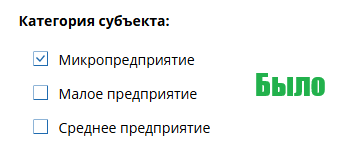 Категория субъекта:
Микропредприятие
Малое предприятие
Среднее предприятие
Было